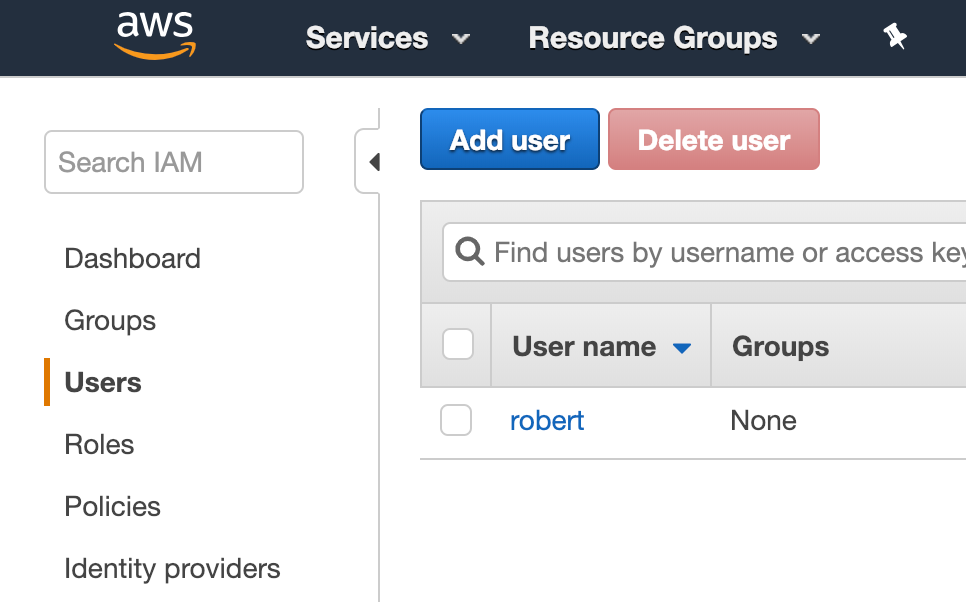 aws
Services
Resource Groups
Search IAM
Dashboard
Groups
Users
Roles
Policies
Identity providers
Add user
Delete user
Find users by username or access key
User name
Groups
robert
None